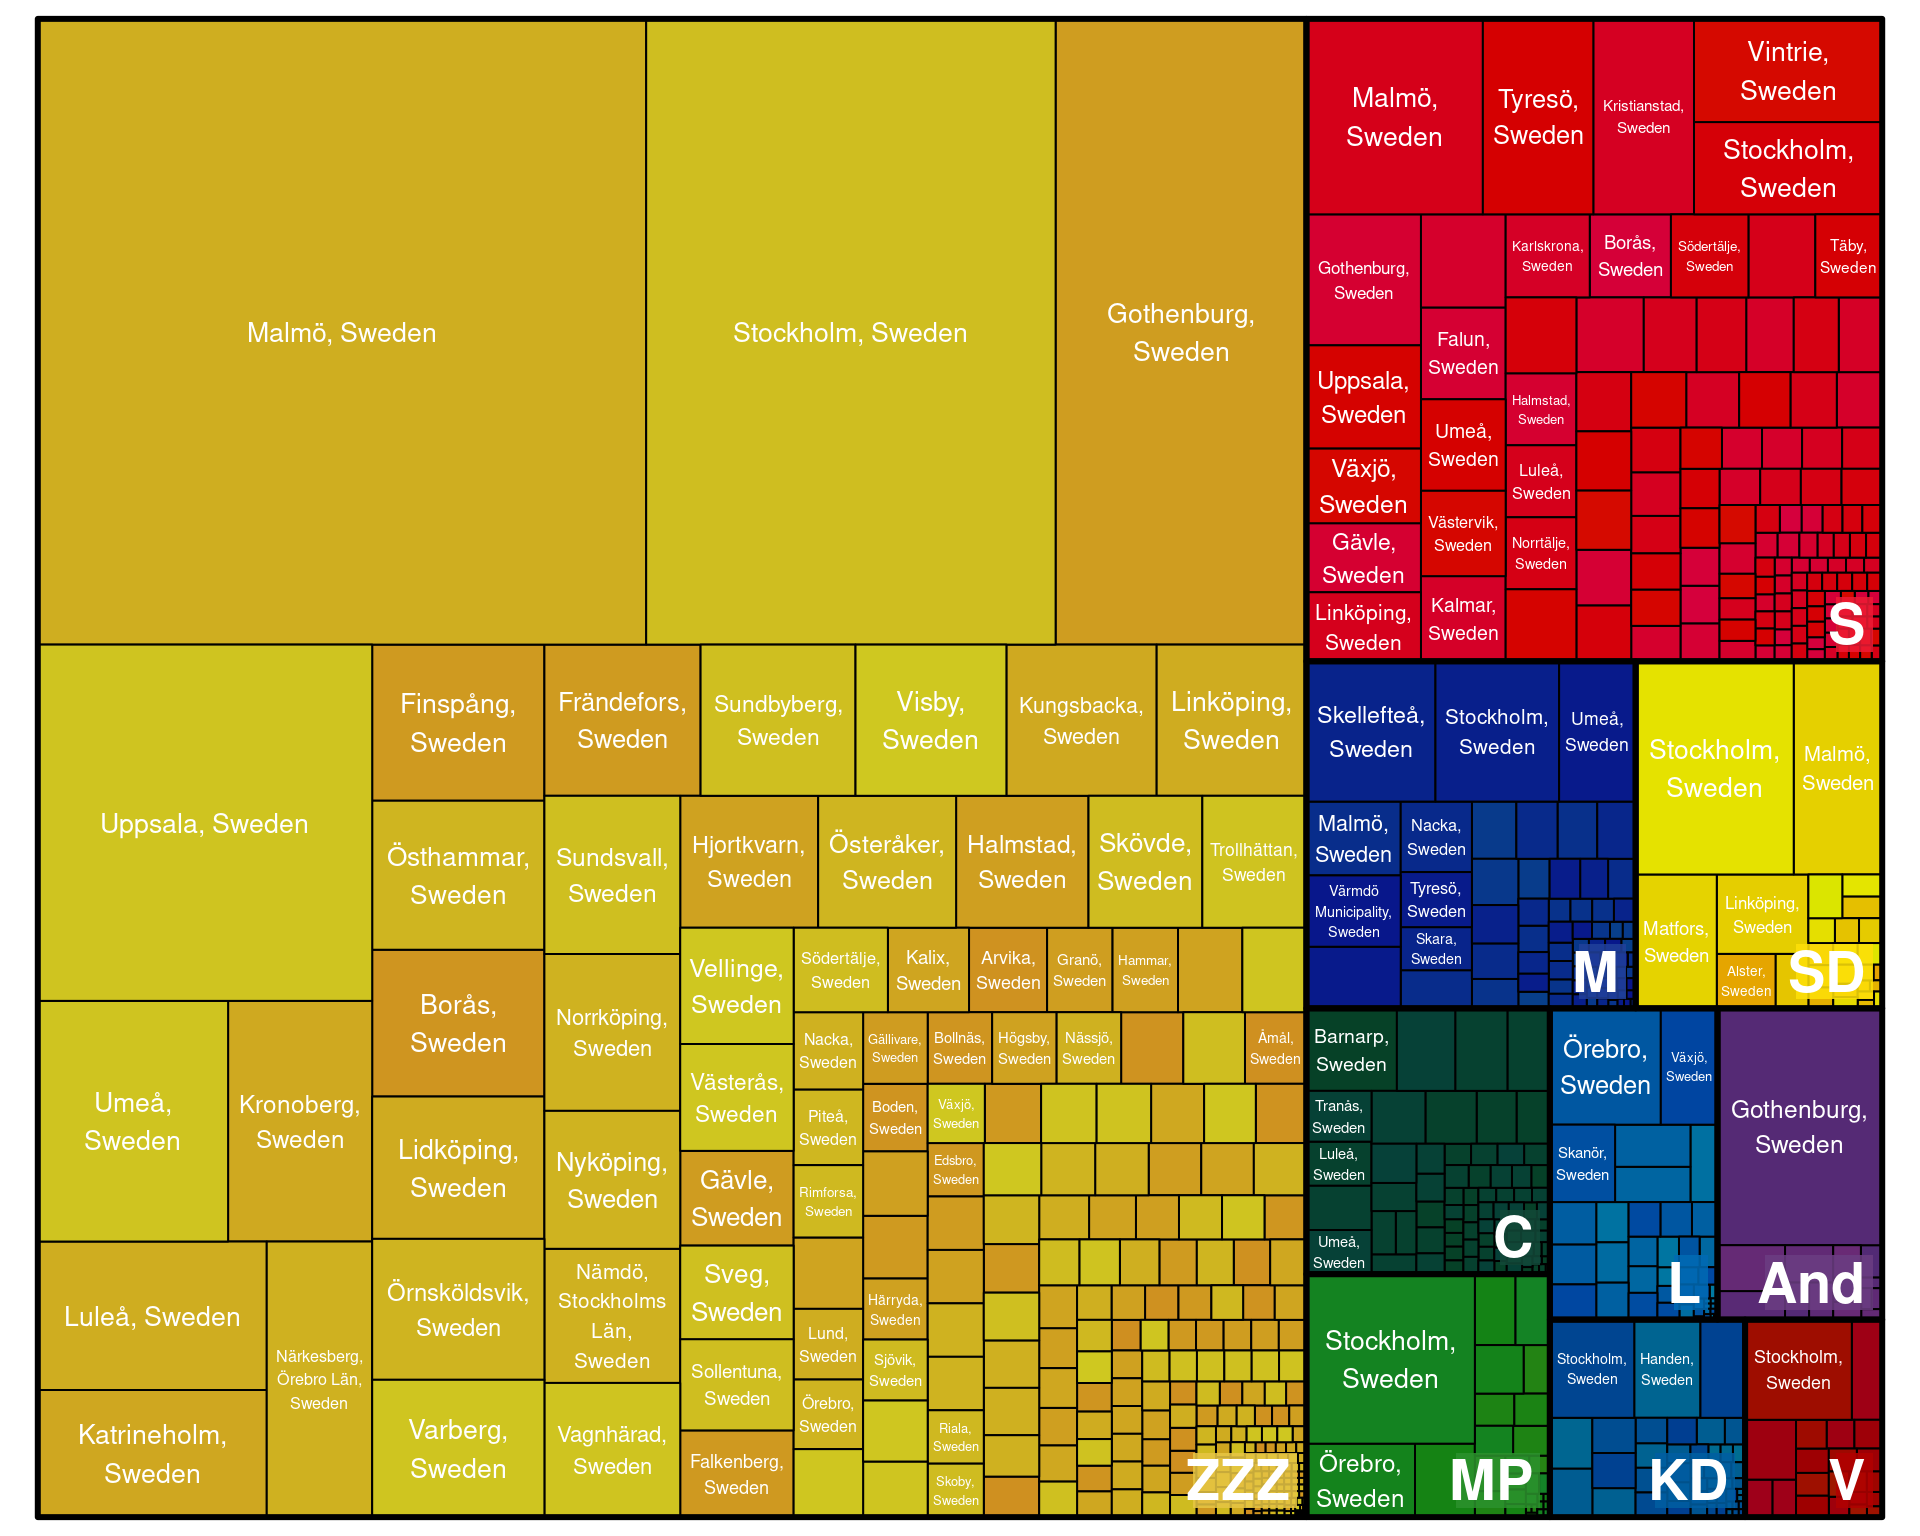 Malmö, Sweden
Stockholm, Sweden
Gothenburg,
Sweden
Uppsala, Sweden
Umeå,
Sweden
Kronoberg,
Sweden
Luleå, Sweden
Katrineholm,
Sweden
Närkesberg,
Örebro Län,
Sweden
Finspång,
Sweden
Östhammar,
Sweden
Borås,
Sweden
Lidköping,
Sweden
Örnsköldsvik,
Sweden
Varberg,
Sweden
Frändefors,
Sweden
Sundbyberg,
Sweden
Visby,
Sweden
Kungsbacka,
Sweden
Linköping,
Sweden
Sundsvall,
Sweden
Norrköping,
Sweden
Nyköping,
Sweden
Nämdö,
Stockholms
Län,
Sweden
Vagnhärad,
Sweden
Hjortkvarn,
Sweden
Österåker,
Sweden
Halmstad,
Sweden
Skövde,
Sweden
Trollhättan,
Sweden
Vellinge,
Sweden
Västerås,
Sweden
Gävle,
Sweden
Sveg,
Sweden
Sollentuna,
Sweden
Falkenberg,
Sweden
Södertälje,
Sweden
Kalix,
Sweden
Arvika,
Sweden
Granö,
Sweden
Hammar,
Sweden
Nacka,
Sweden
Piteå,
Sweden
Rimforsa,
Sweden
Lund,
Sweden
Örebro,
Sweden
Gällivare,
Sweden
Bollnäs,
Sweden
Högsby,
Sweden
Nässjö,
Sweden
Åmål,
Sweden
Boden,
Sweden
Växjö,
Sweden
Edsbro,
Sweden
Härryda,
Sweden
Sjövik,
Sweden
Riala,
Sweden
Skoby,
Sweden
ZZZ
Malmö,
Sweden
Tyresö,
Sweden
Kristianstad,
Sweden
Vintrie,
Sweden
Stockholm,
Sweden
Gothenburg,
Sweden
Uppsala,
Sweden
Växjö,
Sweden
Gävle,
Sweden
Linköping,
Sweden
Falun,
Sweden
Umeå,
Sweden
Västervik,
Sweden
Kalmar,
Sweden
Karlskrona,
Sweden
Borås,
Sweden
Södertälje,
Sweden
Täby,
Sweden
Halmstad,
Sweden
Luleå,
Sweden
Norrtälje,
Sweden
S
Skellefteå,
Sweden
Stockholm,
Sweden
Umeå,
Sweden
Malmö,
Sweden
Värmdö
Municipality,
Sweden
Nacka,
Sweden
Tyresö,
Sweden
Skara,
Sweden
M
Stockholm,
Sweden
Malmö,
Sweden
Matfors,
Sweden
Linköping,
Sweden
Alster,
Sweden
SD
Barnarp,
Sweden
Tranås,
Sweden
Luleå,
Sweden
Umeå,
Sweden
C
Örebro,
Sweden
Växjö,
Sweden
Skanör,
Sweden
L
Gothenburg,
Sweden
And
Stockholm,
Sweden
Örebro,
Sweden
MP
Stockholm,
Sweden
Handen,
Sweden
KD
Stockholm,
Sweden
V